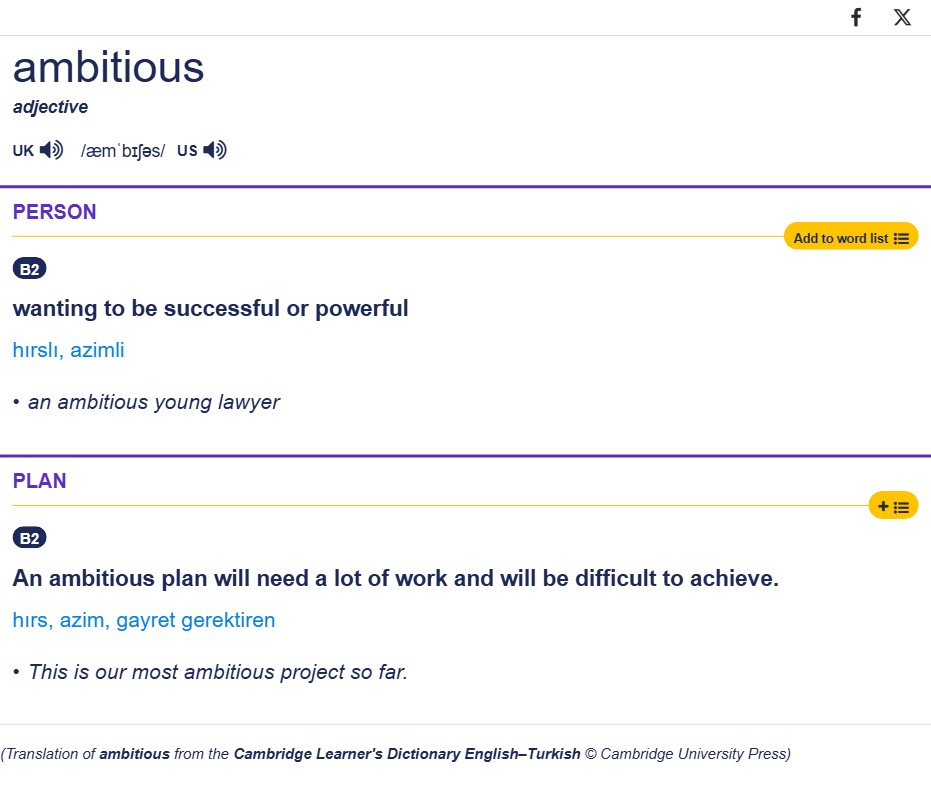 ambitious
adjective
UK /æmˈbɪʃəs/ US
PERSON
Add to word list
B2
wanting to be successful or powerful
hırslı, azimli
• an ambitious young lawyer
PLAN
+
B2
An ambitious plan will need a lot of work and will be difficult to achieve.
hırs, azim, gayret gerektiren
• This is our most ambitious project so far.
(Translation of ambitious from the Cambridge Learner's Dictionary English–Turkish © Cambridge University Press)